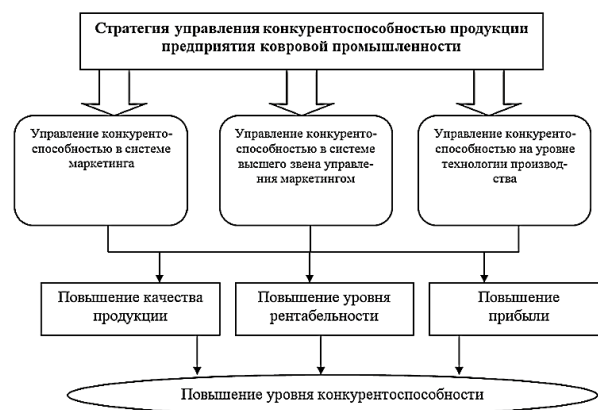 Стратегия управления конкурентоспособностью продукции
предприятия ковровой промышленности
Управление конкуренто-
способностью в системе
маркетинга
Управление конкуренто-
способностью в системе
высшего звена управле-
ния маркетингом
Управление конкуренто-
способностью на уровне
технологии производ-
ства
Повышение качества
продукции
Повышение уровня
рентабельности
Повышение
прибыли
Повышение уровня конкурентоспособности